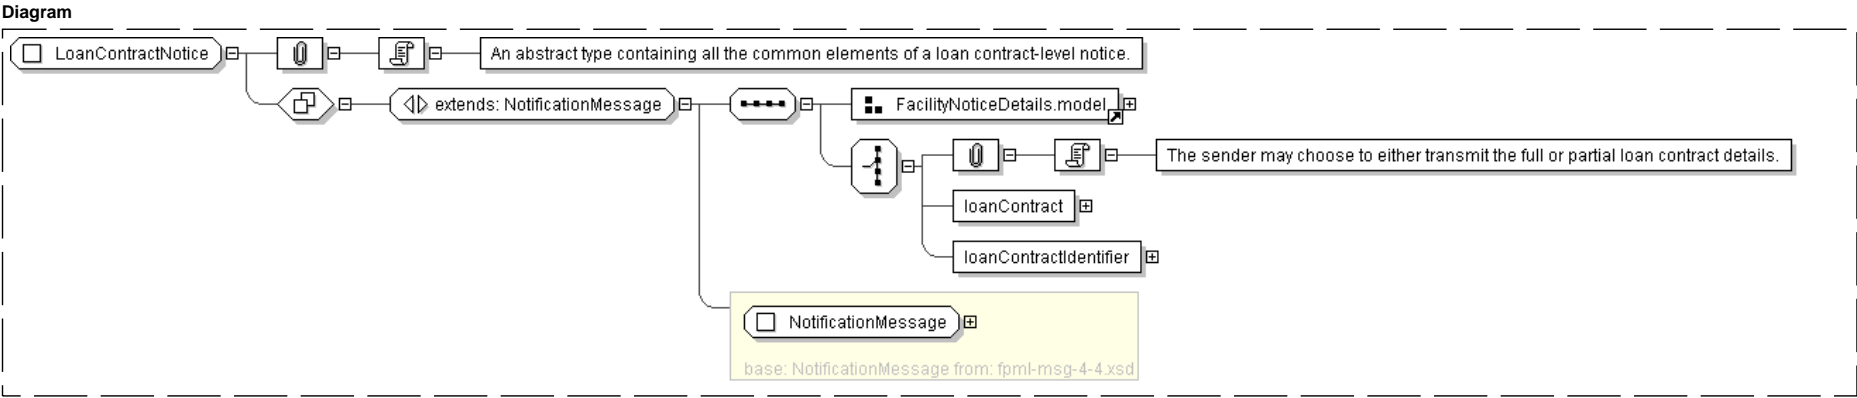 Diagram
LoanContractNotice
An abstract type containing all the common elements of a loan contract-level notice.
extends: NotificationMessage
FacilityNoticeDetails.model
The sender may choose to either transmit the full or partial loan contract details.
loanContract
loanContractIdentifier
NotificationMessage
base: NotificationMessage from: fpml-msg-4-4.xsd